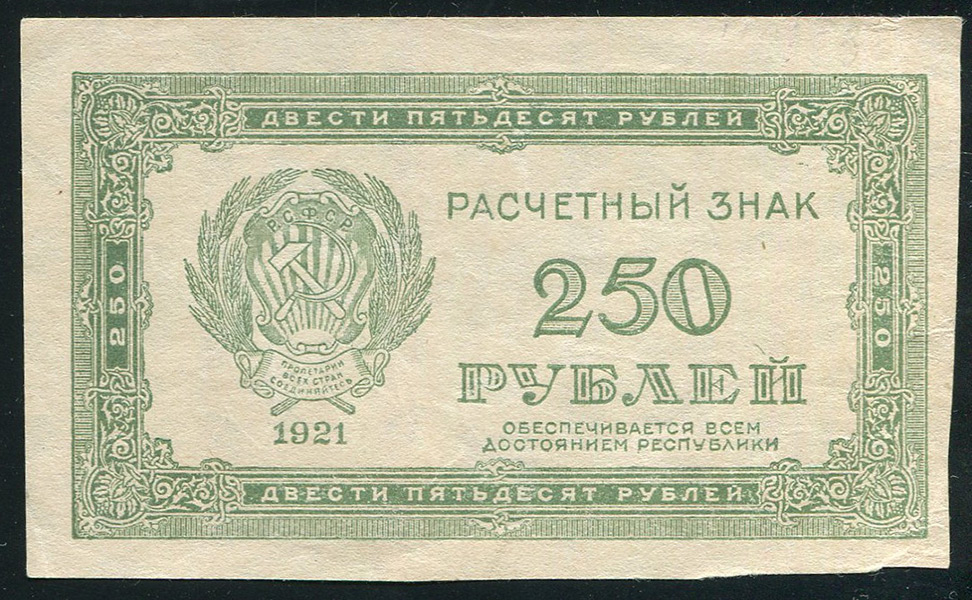 ДВЕСТИ ПЯТЬДЕСЯТ РУБЛЕЙ
РСФСР
РАСЧЕТНЫЙ ЗНАК
250
250
250
РУБЛЕЙ
ПРОЛЕТАРИИ
ВСЕХ СТРАН
СОЕДИНЯЙТЕСЬ
1921
ОБЕСПЕЧИВАЕТСЯ ВСЕМ
ДОСТОЯНИЕМ РЕСПУБЛИКИ
ДВЕСТИ ПЯТЬДЕСЯТ РУБЛЕЙ